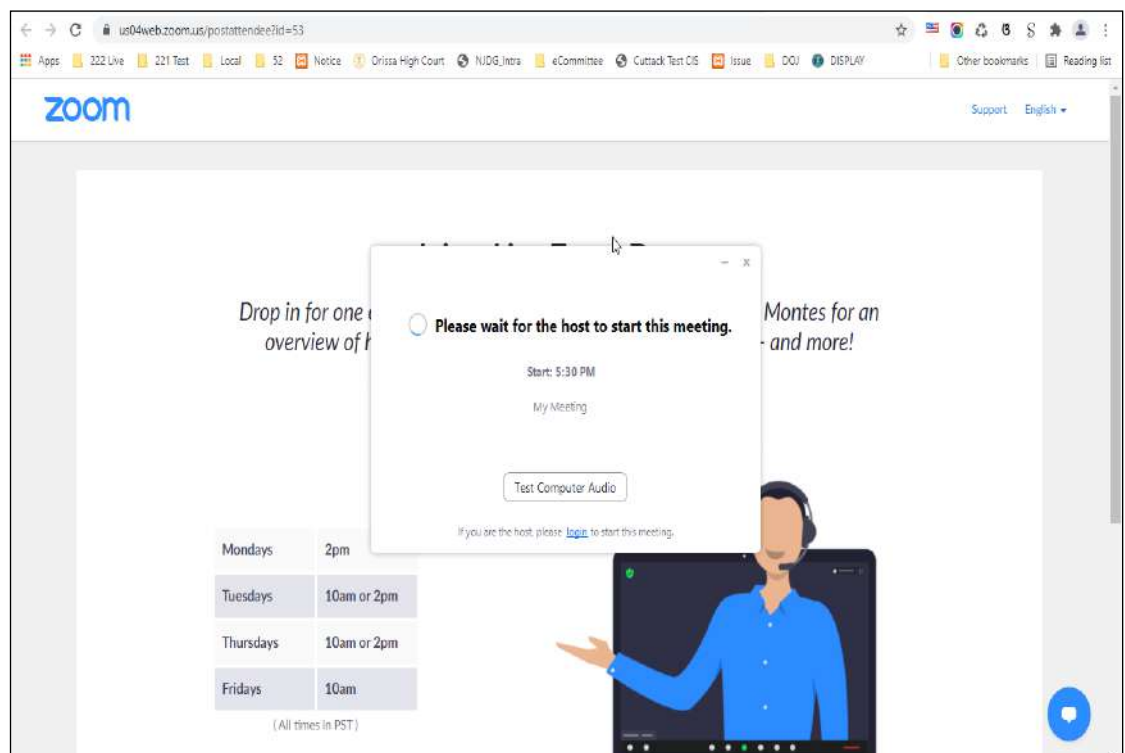 us04web.zoom.us/postattendee?id=53
Apps 222 Live 221 Test Local 52 Notice Orissa High Court NJDG_Intra eCommittee Cuttack Test CIS Issue DOJ DISPLAY Other bookmarks Reading list
zoom Support English
Drop in for one Montes for an
overview of - and more!
Please wait for the host to start this meeting.
Start: 5:30 PM
My Meeting
Test Computer Audio
If you are the host, please login to start this meeting.
Mondays 2pm
Tuesdays 10am or 2pm
Thursdays 10am or 2pm
Fridays 10am
(All times in PST)